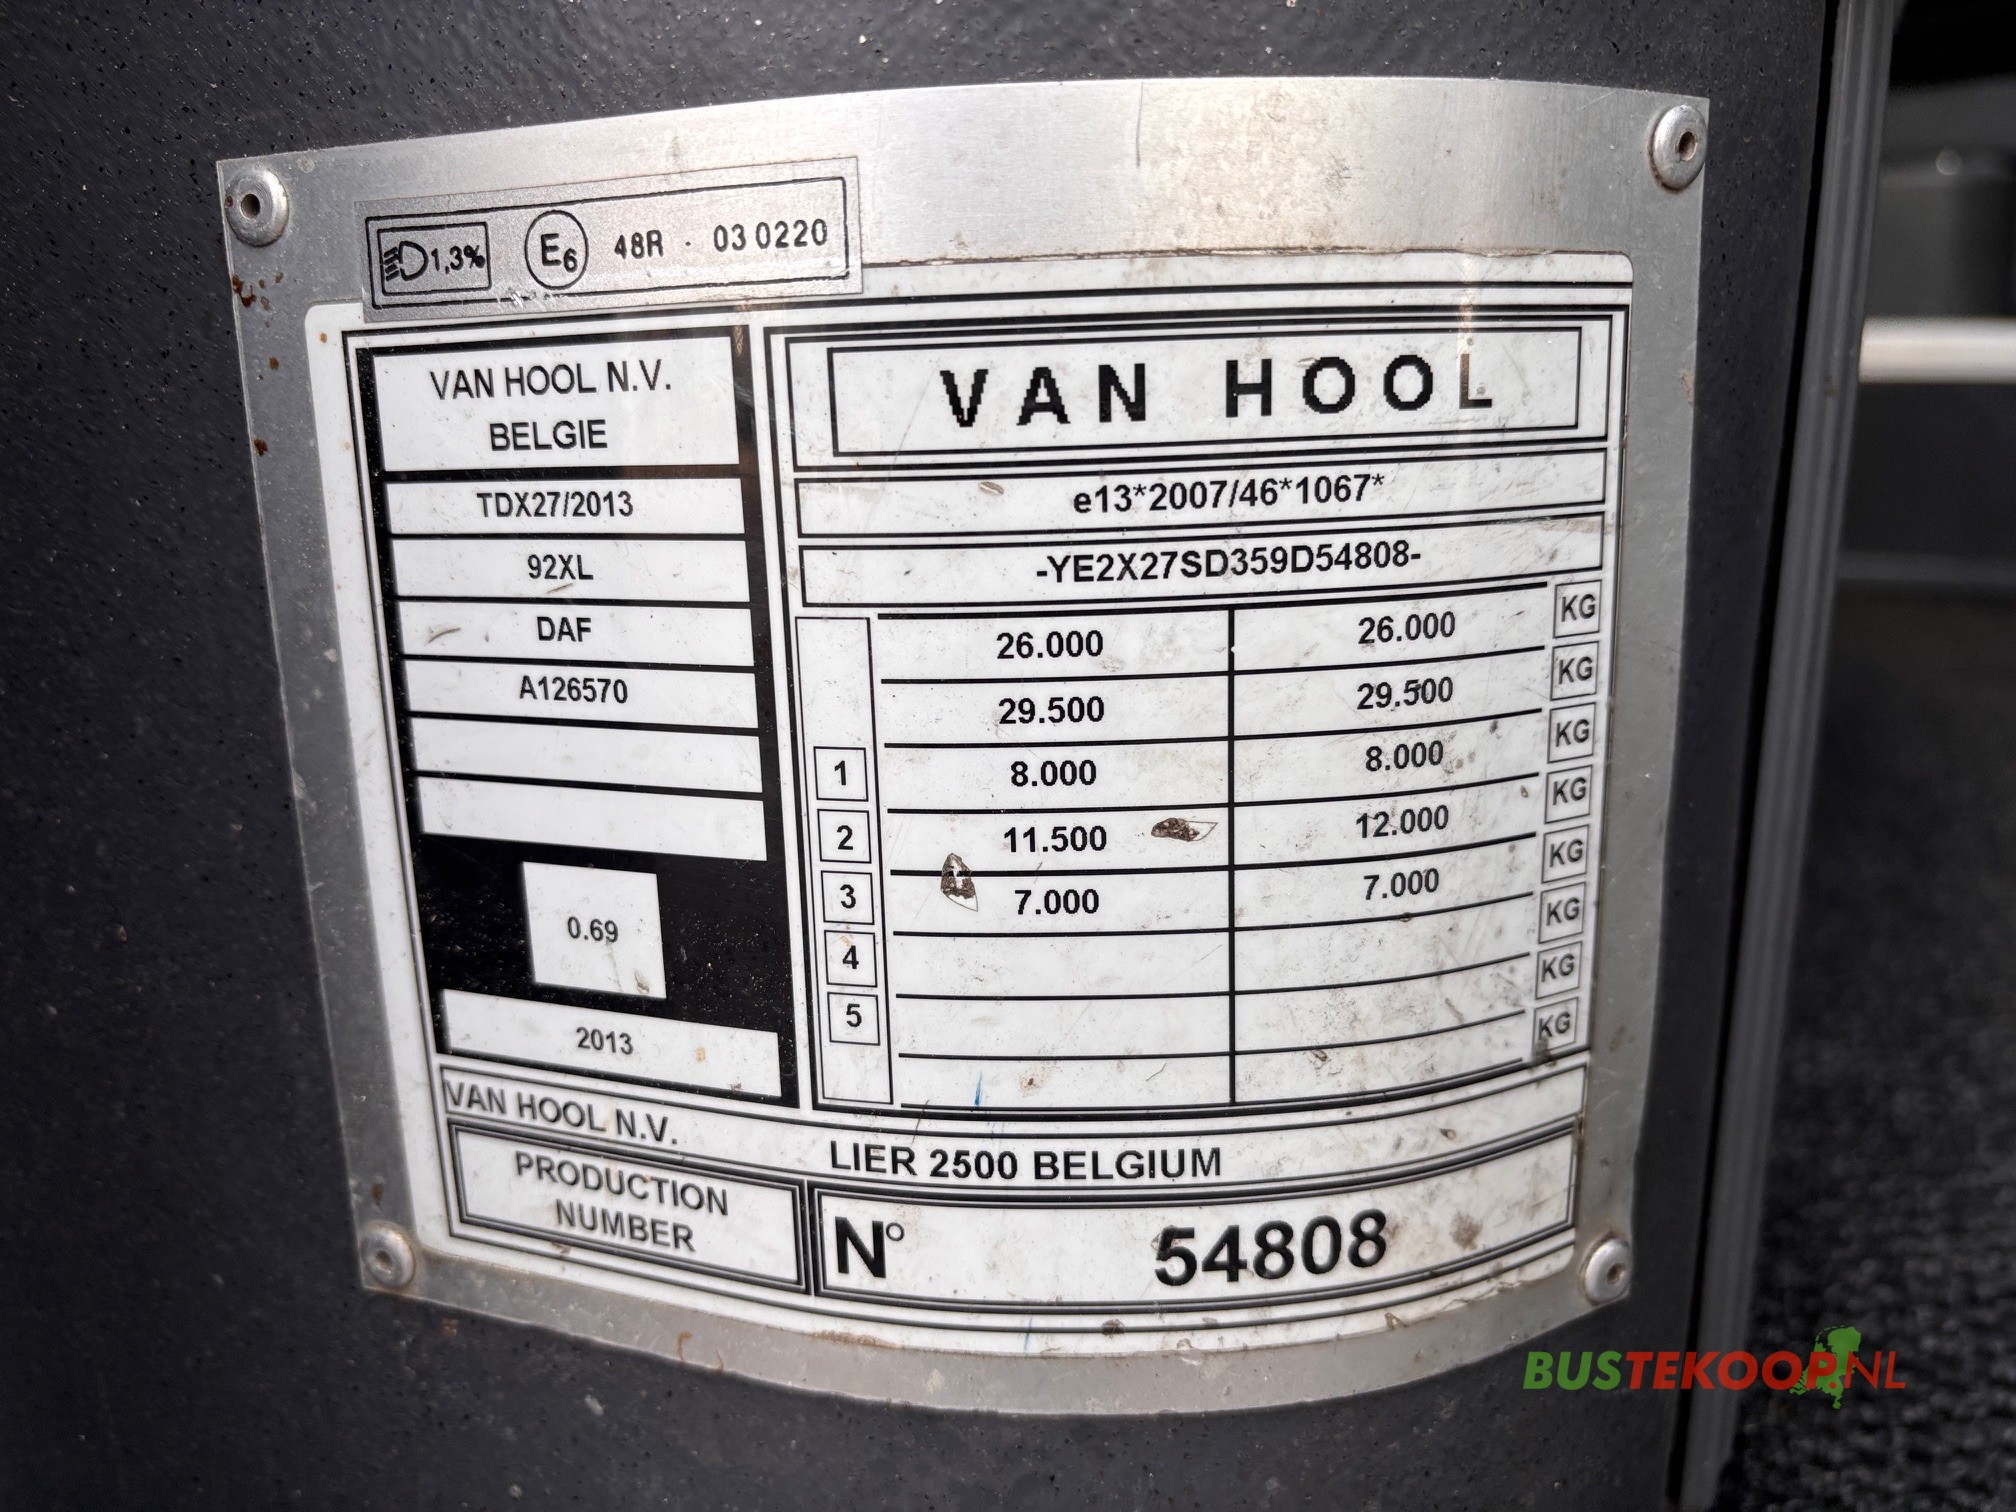 1,3% E6 48R · 03 0220
VAN HOOL N.V.
BELGIE
TDX27/2013
92XL
DAF
A126570
0.69
2013
VAN HOOL
e13*2007/46*1067*
-YE2X27SD359D54808-
26.000 26.000 KG
29.500 29.500 KG
1 8.000 8.000 KG
2 11.500 12.000 KG
3 7.000 7.000 KG
4 KG
5 KG
KG
VAN HOOL N.V. LIER 2500 BELGIUM
PRODUCTION
NUMBER
Nº 54808
BUSTEKOOP.NL